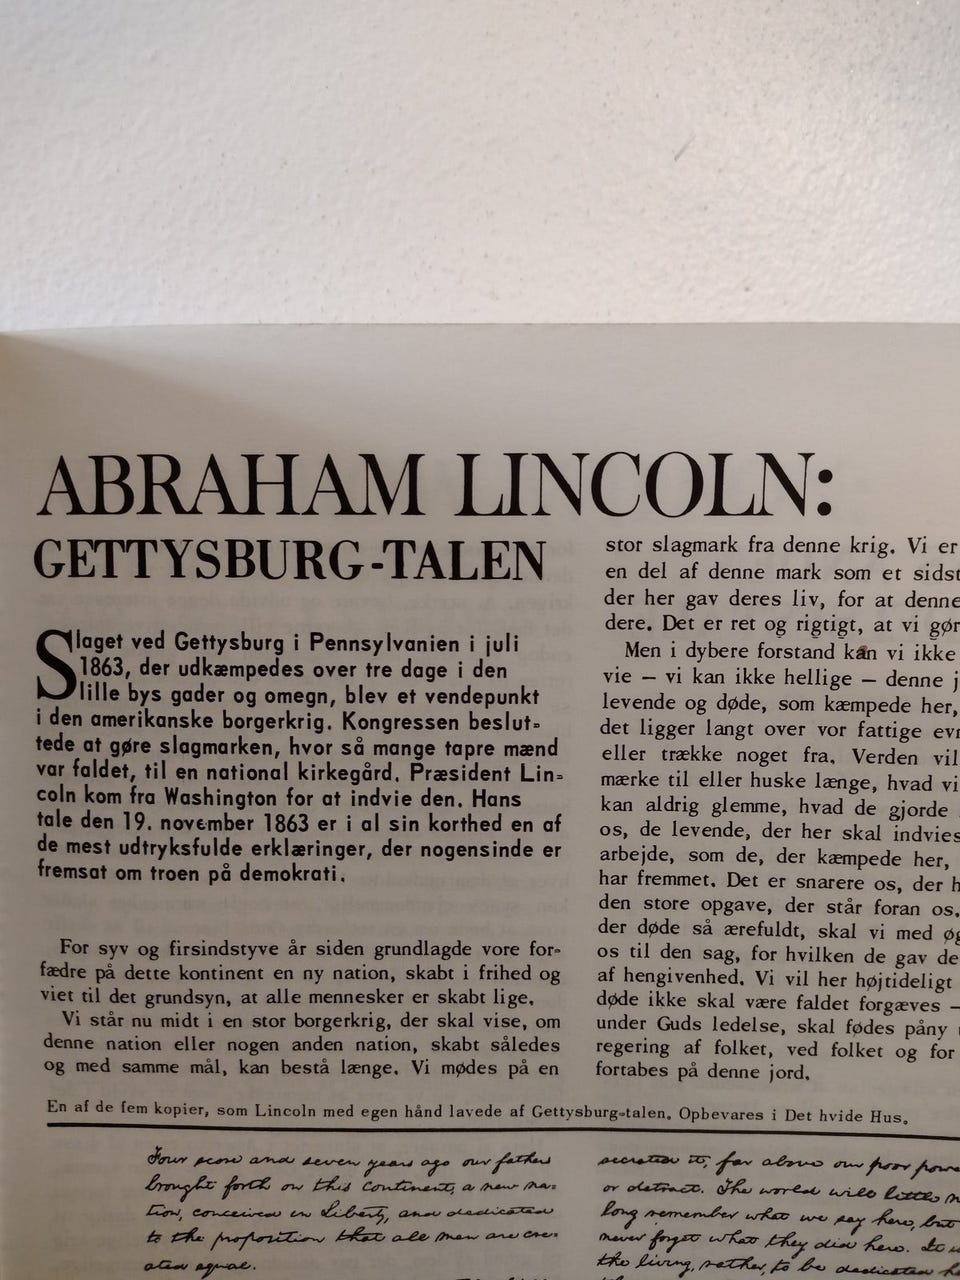 ABRAHAM LINCOLN:
GETTYSBURG-TALEN
Slaget ved Gettysburg i Pennsylvanien i juli
1863, der udkæmpedes over tre dage i den
lille bys gader og omegn, blev et vendepunkt
i den amerikanske borgerkrig. Kongressen beslut-
tede at gøre slagmarken, hvor så mange tapre mænd
var faldet, til en national kirkegård. Præsident Lin-
coln kom fra Washington for at indvie den. Hans
tale den 19. november 1863 er i al sin korthed en af
de mest udtryksfulde erklæringer, der nogensinde er
fremsat om troen på demokrati.
For syv og firsindstyve år siden grundlagde vore for-
fædre på dette kontinent en ny nation, skabt i frihed og
viet til det grundsyn, at alle mennesker er skabt lige.
Vi står nu midt i en stor borgerkrig, der skal vise, om
denne nation eller nogen anden nation, skabt således
og med samme mål, kan bestå længe. Vi mødes på en
stor slagmark fra denne krig. Vi er
en del af denne mark som et sidst
der her gav deres liv, for at denne
dere. Det er ret og rigtigt, at vi gør
Men i dybere forstand kan vi ikke
vie — vi kan ikke hellige — denne j
levende og døde, som kæmpede her,
det ligger langt over vor fattige evn
eller trække noget fra. Verden vil
mærke til eller huske længe, hvad vi
kan aldrig glemme, hvad de gjorde
os, de levende, der her skal indvies
arbejde, som de, der kæmpede her,
har fremmet. Det er snarere os, der h
den store opgave, der står foran os,
der døde så ærefuldt, skal vi med øg
os til den sag, for hvilken de gav de
af hengivenhed. Vi vil her højtideligt
døde ikke skal være faldet forgæves —
under Guds ledelse, skal fødes påny
regering af folket, ved folket og for
fortabes på denne jord.
En af de fem kopier, som Lincoln med egen hånd lavede af Gettysburg-talen. Opbevares i Det hvide Hus.
Four score and seven years ago our fathers
brought forth on this continent, a new na-
tion, conceived in Liberty, and dedicated
to the proposition that all men are cre-
ated equal.
secrated it, far above our poor power
or detract. The world will little n
long remember what we say here, but
never forget what they did here. It is
the living, rather, to be dedicated h